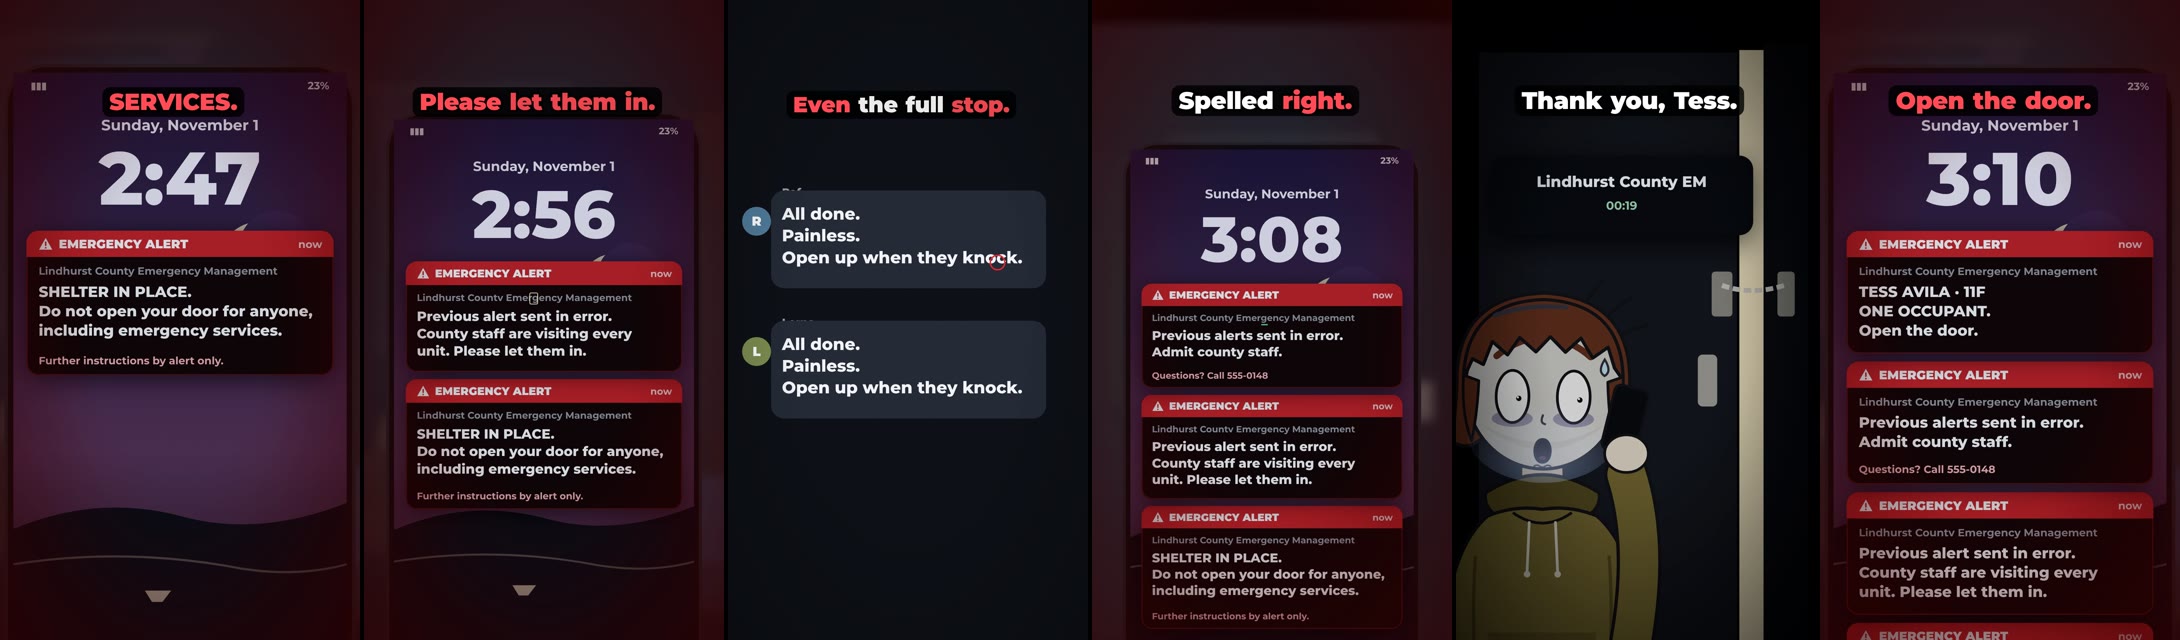 SERVICES.
23%
Sunday, November 1
2:47
EMERGENCY ALERT now
Lindhurst County Emergency Management
SHELTER IN PLACE.
Do not open your door for anyone,
including emergency services.
Further instructions by alert only.
Please let them in.
23%
Sunday, November 1
2:56
EMERGENCY ALERT now
Lindhurst County Emergency Management
Previous alert sent in error.
County staff are visiting every
unit. Please let them in.
EMERGENCY ALERT now
Lindhurst County Emergency Management
SHELTER IN PLACE.
Do not open your door for anyone,
including emergency services.
Further instructions by alert only.
Even the full stop.
R
All done.
Painless.
Open up when they knock.
L
All done.
Painless.
Open up when they knock.
Spelled right.
23%
Sunday, November 1
3:08
EMERGENCY ALERT now
Lindhurst County Emergency Management
Previous alerts sent in error.
Admit county staff.
Questions? Call 555-0148
EMERGENCY ALERT now
Lindhurst County Emergency Management
Previous alert sent in error.
County staff are visiting every
unit. Please let them in.
EMERGENCY ALERT now
Lindhurst County Emergency Management
SHELTER IN PLACE.
Do not open your door for anyone,
including emergency services.
Further instructions by alert only.
Thank you, Tess.
Lindhurst County EM
00:19
Open the door.
23%
Sunday, November 1
3:10
EMERGENCY ALERT now
Lindhurst County Emergency Management
TESS AVILA · 11F
ONE OCCUPANT.
Open the door.
EMERGENCY ALERT now
Lindhurst County Emergency Management
Previous alerts sent in error.
Admit county staff.
Questions? Call 555-0148
EMERGENCY ALERT now
Lindhurst County Emergency Management
Previous alert sent in error.
County staff are visiting every
unit. Please let them in.
EMERGENCY ALERT now